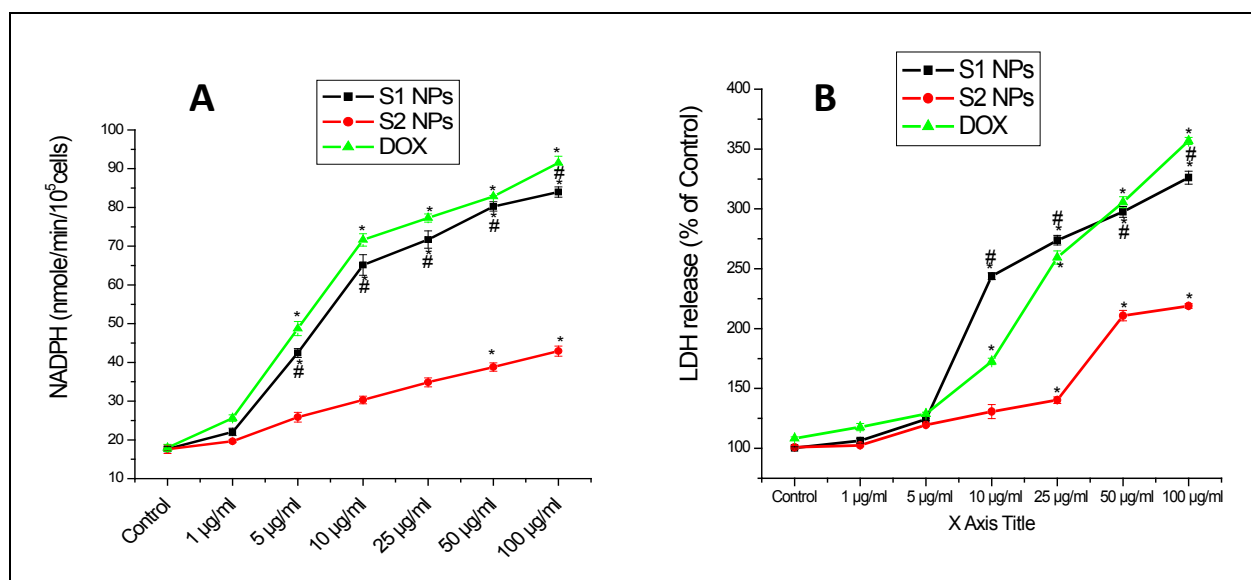 A
S1 NPs
S2 NPs
DOX
NADPH (nmole/min/10⁵cells)
100
90
80
70
60
50
40
30
20
10
* # * # * # * # * # * * * * * * *
Control
1 µg/ml
5 µg/ml
10 µg/ml
25 µg/ml
50 µg/ml
100 µg/ml
B
S1 NPs
S2 NPs
DOX
LDH release (% of Control)
400
350
300
250
200
150
100
# * # * * # # * * * * * * * * *
Control 1 µg/ml 5 µg/ml 10 µg/ml 25 µg/ml 50 µg/ml 100 µg/ml
X Axis Title